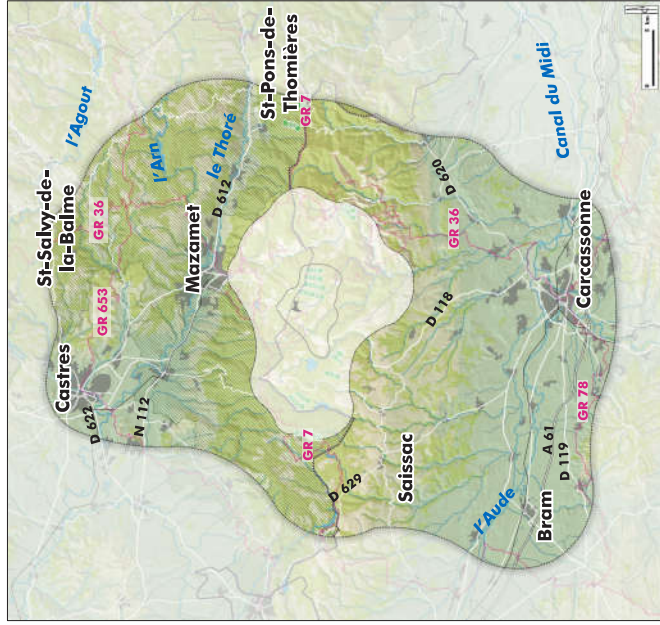 St-Salvy-de-
la-Balme
Castres
l'Agout
D 622
GR 36
GR 653
N 112
l'Arn
Mazamet
le Thoré
D 612
St-Pons-de-
Thomières
GR 7
GR 7
D 629
Saissac
D 118
D 620
GR 36
l'Aude
Bram
A 61
D 119
Canal du Midi
Carcassonne
GR 78